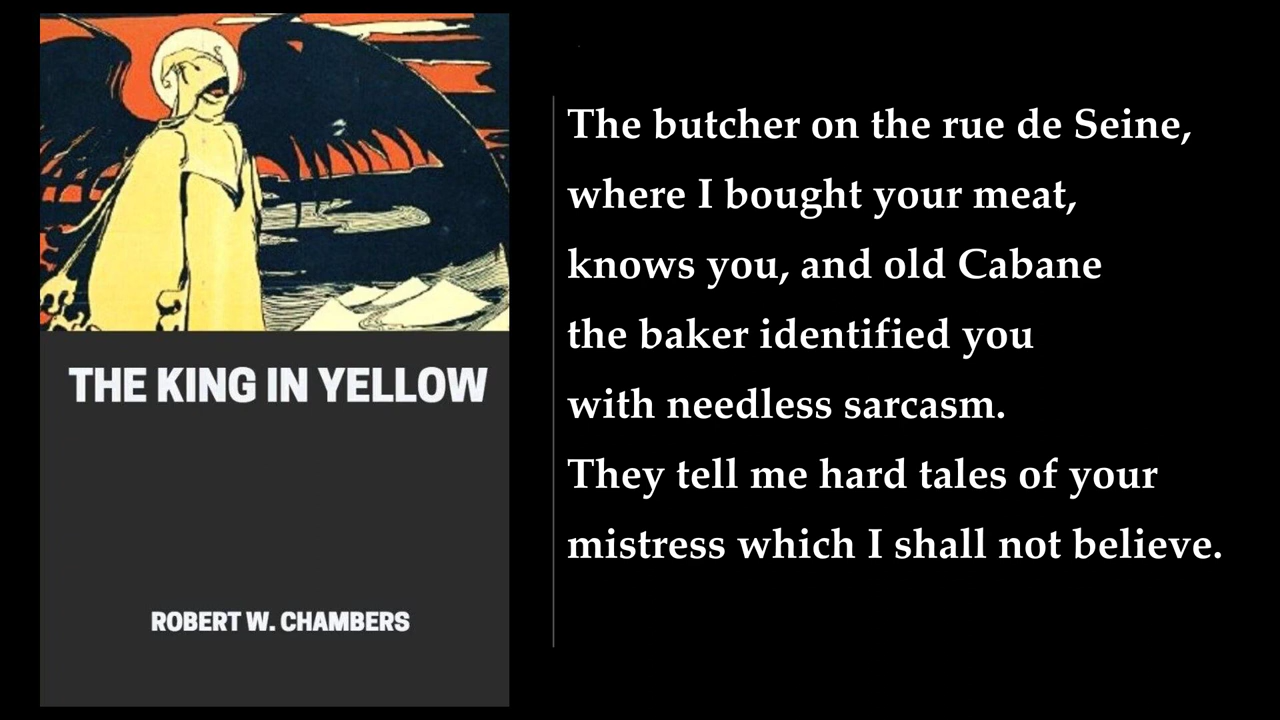 THE KING IN YELLOW
ROBERT W. CHAMBERS
The butcher on the rue de Seine,
where I bought your meat,
knows you, and old Cabane
the baker identified you
with needless sarcasm.
They tell me hard tales of your
mistress which I shall not believe.